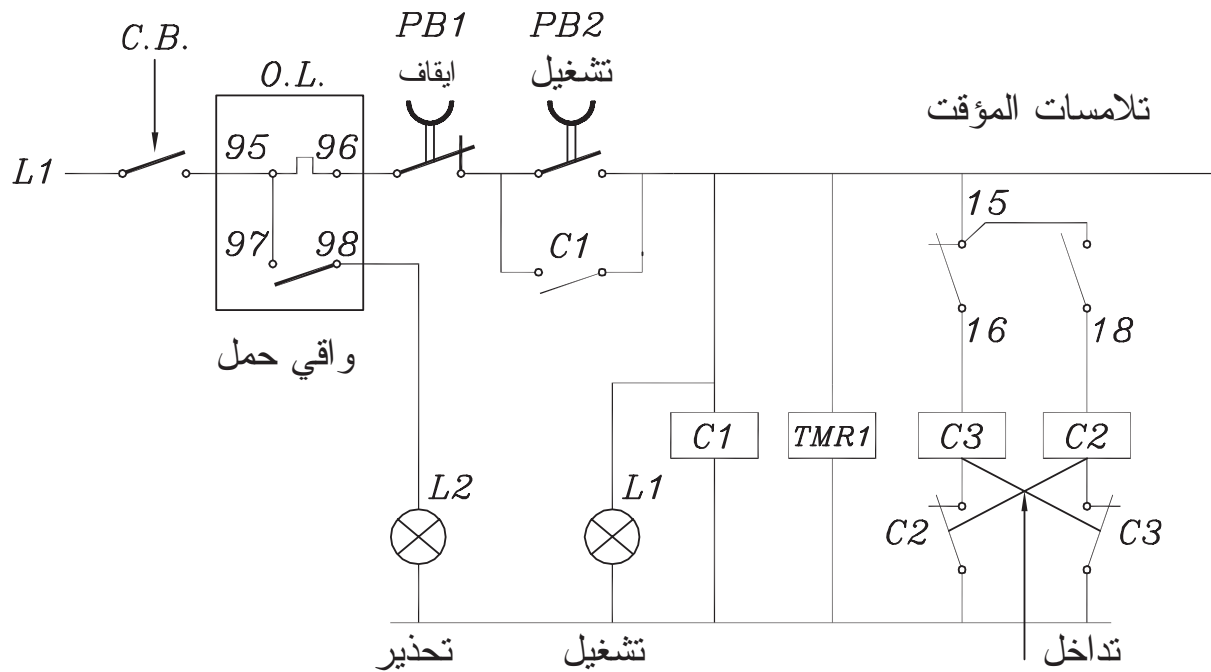 C.B.
PB1
PB2
ايقاف
تشغيل
O.L.
تلامسات المؤقت
L1
95
96
97
98
C1
15
16
18
واقي حمل
C1
TMR1
C3
C2
L2
L1
C2
C3
تحذير
تشغيل
تداخل